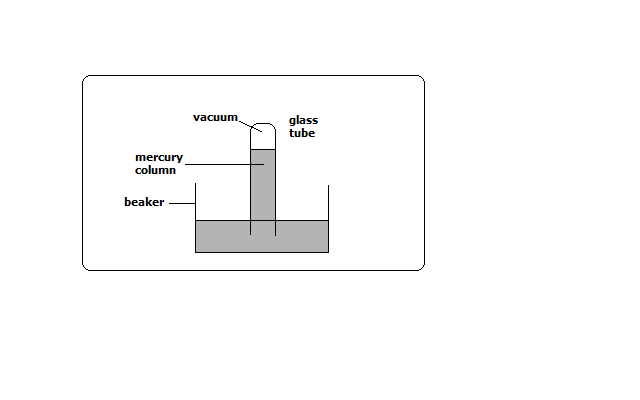 vacuum
glass
tube
mercury
column
beaker